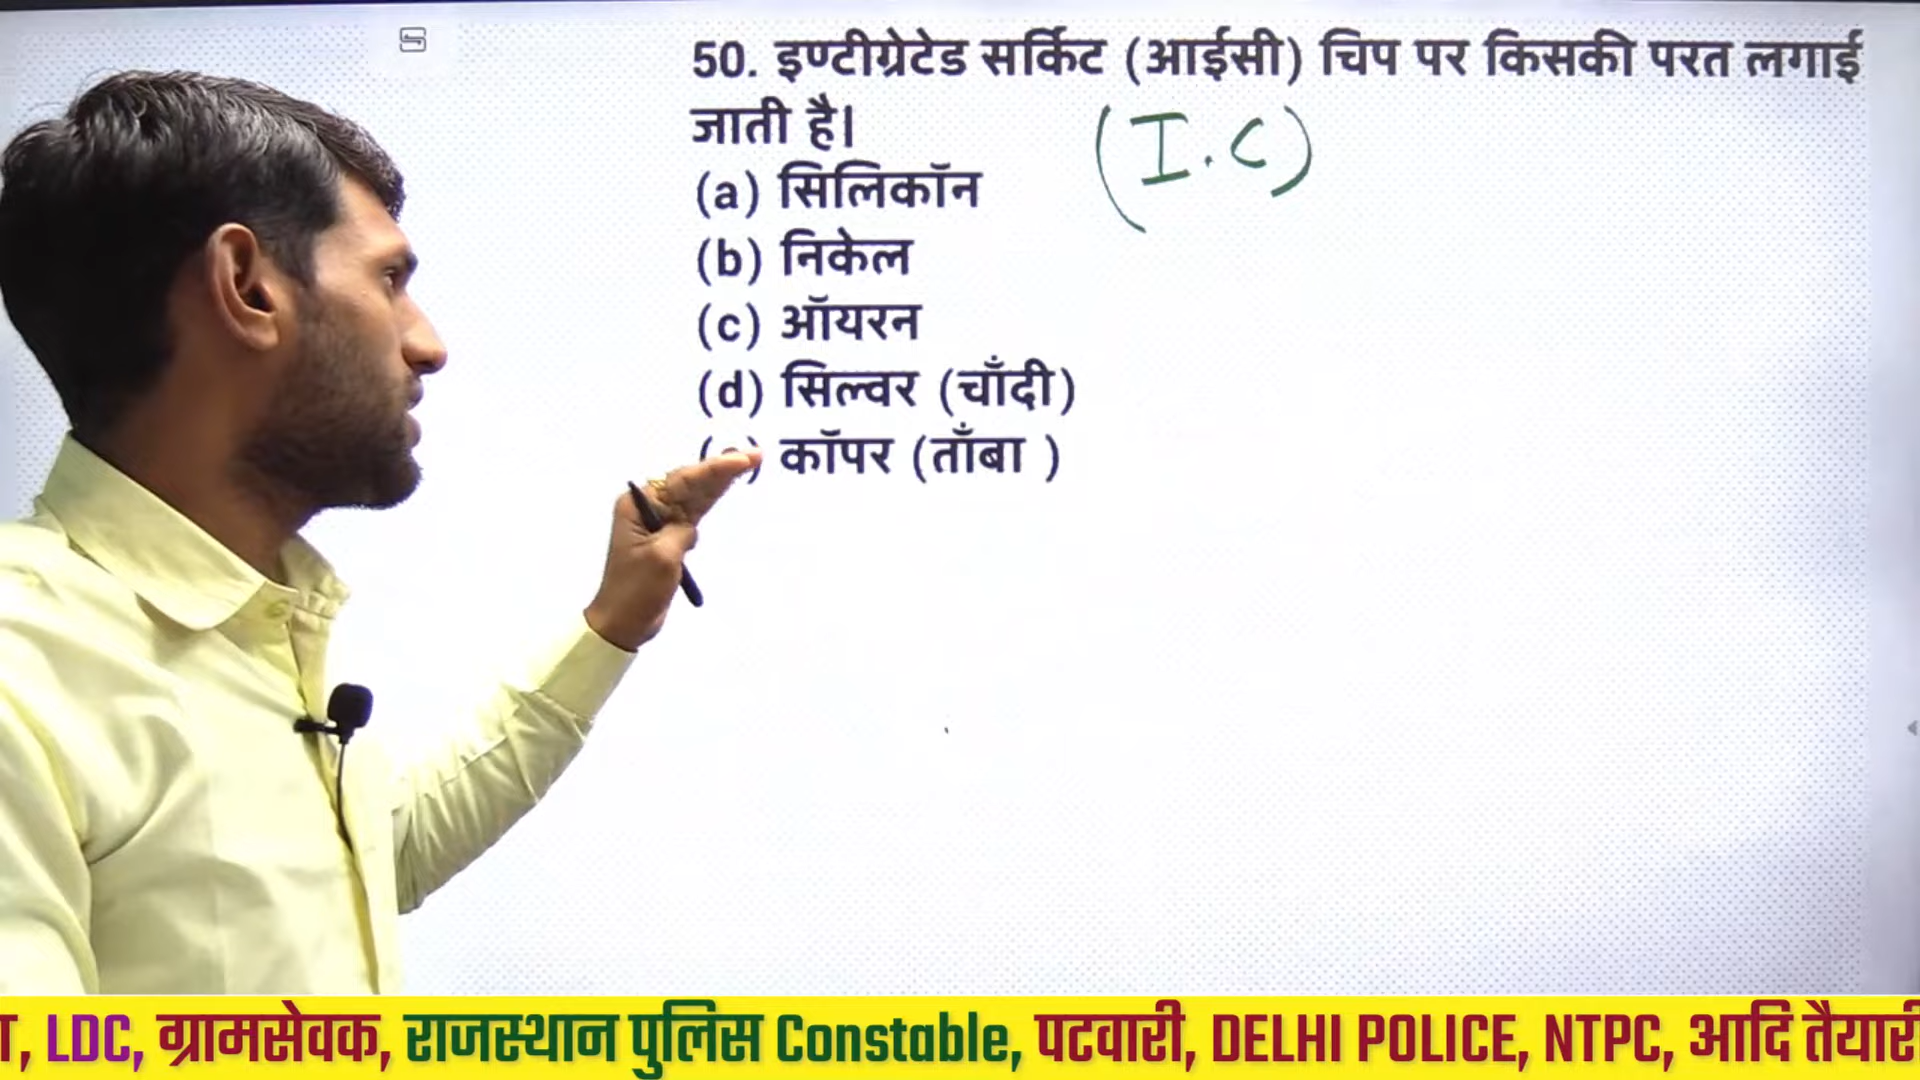 50. इण्टीग्रेटेड सर्किट (आईसी) चिप पर किसकी परत लगाई
जाती है।
(I.C)
(a) सिलिकॉन
(b) निकेल
(c) ऑयरन
(d) सिल्वर (चाँदी)
कॉपर (ताँबा )
LDC, ग्रामसेवक, राजस्थान पुलिस Constable, पटवारी, DELHI POLICE, NTPC, आदि तैयारी